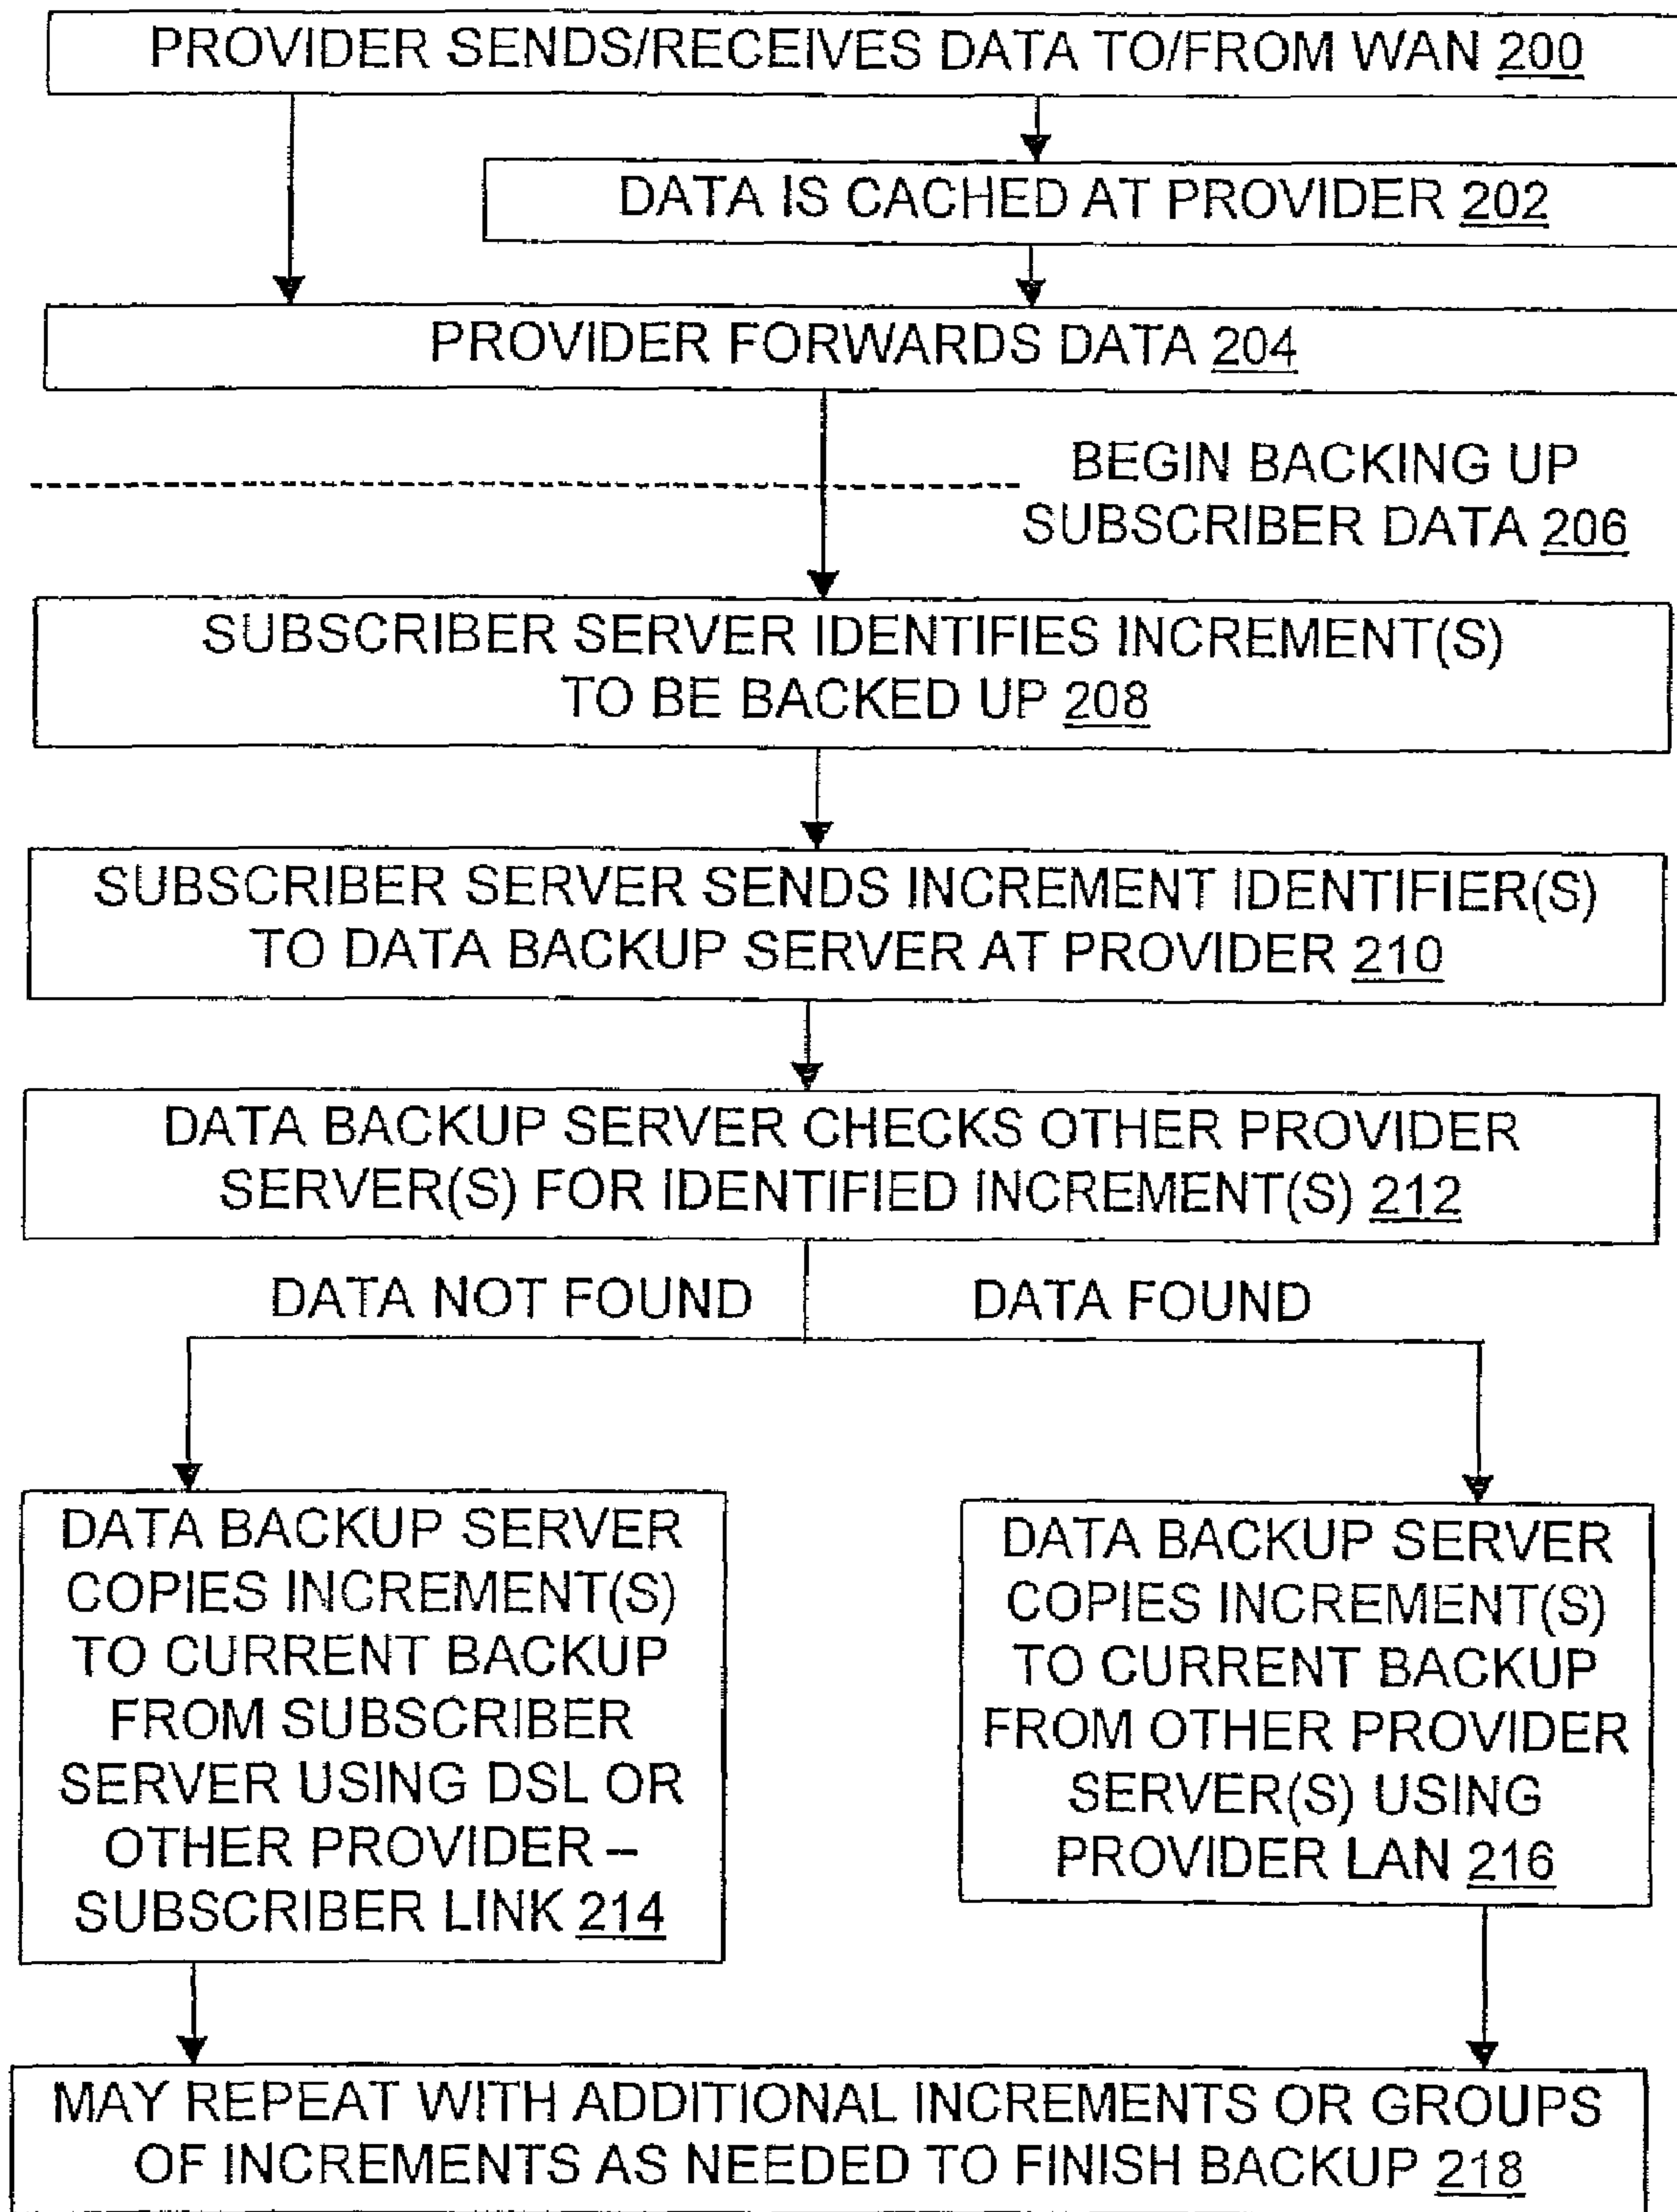 PROVIDER SENDS/RECEIVES DATA TO/FROM WAN 200
DATA IS CACHED AT PROVIDER 202
PROVIDER FORWARDS DATA 204
BEGIN BACKING UP
SUBSCRIBER DATA 206
SUBSCRIBER SERVER IDENTIFIES INCREMENT(S)
TO BE BACKED UP 208
SUBSCRIBER SERVER SENDS INCREMENT IDENTIFIER(S)
TO DATA BACKUP SERVER AT PROVIDER 210
DATA BACKUP SERVER CHECKS OTHER PROVIDER
SERVER(S) FOR IDENTIFIED INCREMENT(S) 212
DATA NOT FOUND
DATA FOUND
DATA BACKUP SERVER
COPIES INCREMENT(S)
TO CURRENT BACKUP
FROM SUBSCRIBER
SERVER USING DSL OR
OTHER PROVIDER –
SUBSCRIBER LINK 214
DATA BACKUP SERVER
COPIES INCREMENT(S)
TO CURRENT BACKUP
FROM OTHER PROVIDER
SERVER(S) USING
PROVIDER LAN 216
MAY REPEAT WITH ADDITIONAL INCREMENTS OR GROUPS
OF INCREMENTS AS NEEDED TO FINISH BACKUP 218